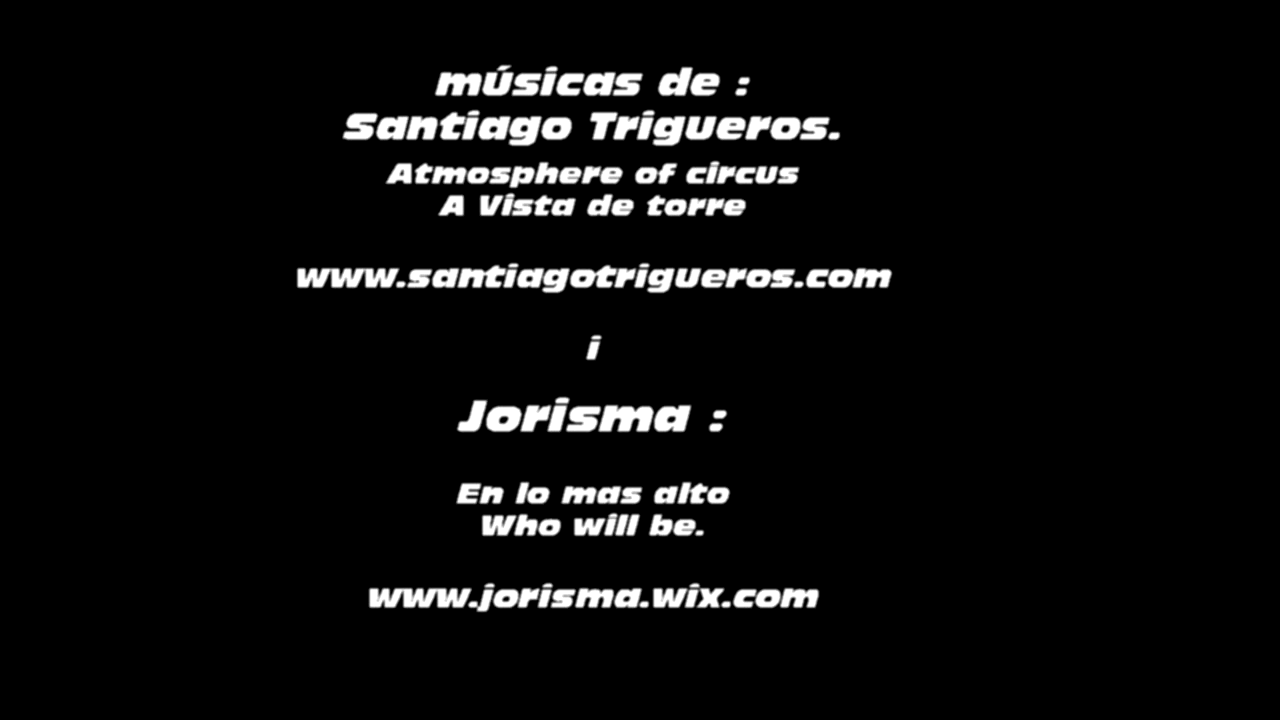 músicas de :
Santiago Trigueros.
Atmosphere of circus
A Vista de torre
www.santiagotrigueros.com
i
Jorisma :
En lo mas alto
Who will be.
www.jorisma.wix.com